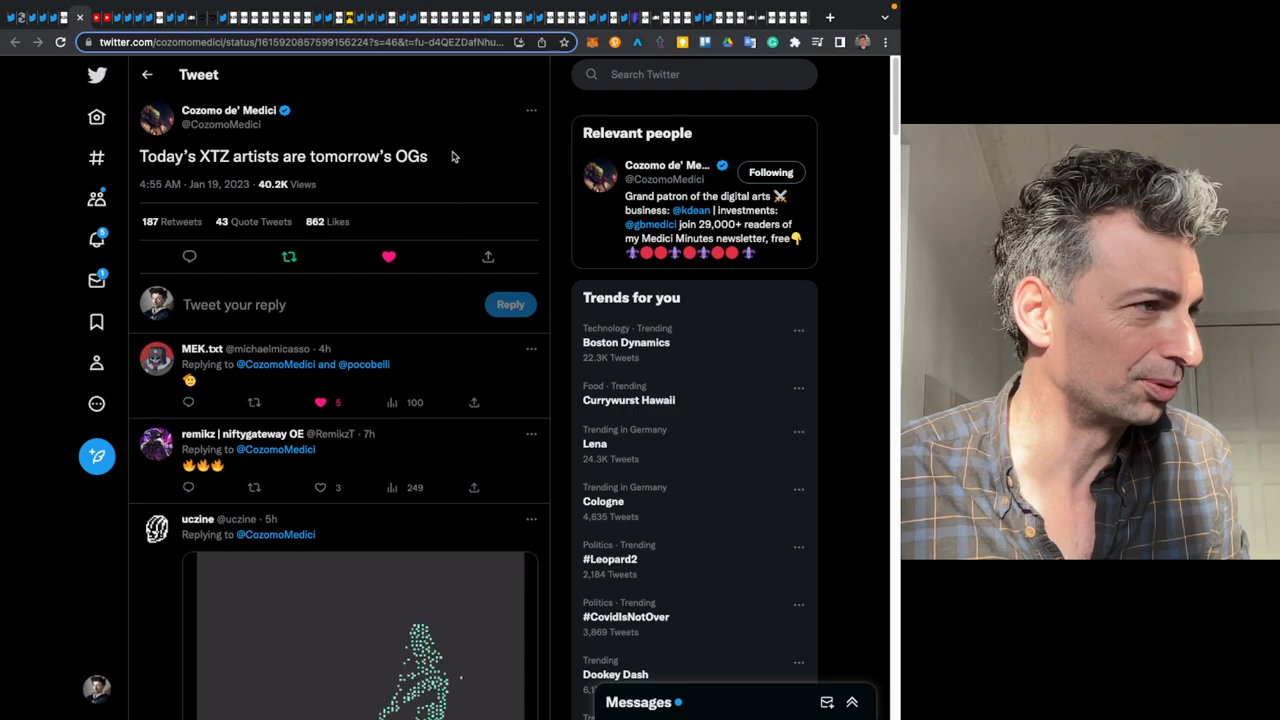 twitter.com/cozomomedici/status/1615920857599156224?s=46&t=fu-d4QEZDafNhu...
Tweet
Cozomo de' Medici
@CozomoMedici
Today's XTZ artists are tomorrow's OGs
4:55 AM · Jan 19, 2023 · 40.2K Views
187 Retweets 43 Quote Tweets 862 Likes
Tweet your reply
Reply
MEK.txt @michaelmicasso · 4h
Replying to @CozomoMedici and @pocobelli
5 100
remikz | niftygateway OE @RemikzT · 7h
Replying to @CozomoMedici
🔥🔥🔥
3 249
uczine @uczine · 5h
Replying to @CozomoMedici
5
1
Search Twitter
Relevant people
Cozomo de' Me...
@CozomoMedici
Following
Grand patron of the digital arts ⚔️
business: @kdean | investments:
@gbmedici join 29,000+ readers of
my Medici Minutes newsletter, free👇
Trends for you
Technology · Trending
Boston Dynamics
22.3K Tweets
Food · Trending
Currywurst Hawaii
Trending in Germany
Lena
24.3K Tweets
Trending in Germany
Cologne
4,635 Tweets
Politics · Trending
#Leopard2
2,184 Tweets
Politics · Trending
#CovidIsNotOver
3,869 Tweets
Trending
Dookey Dash
Messages